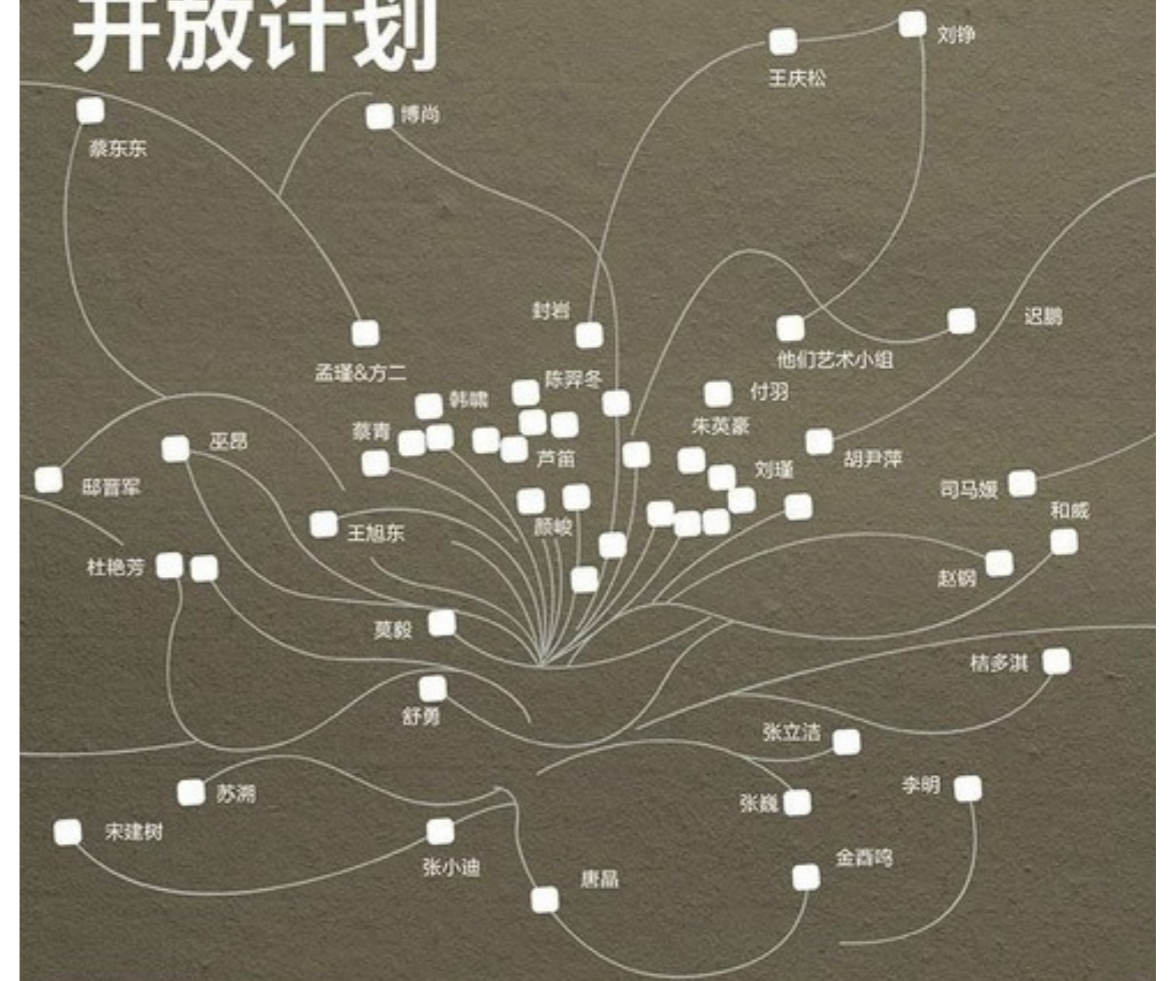 开放计划
刘铮
王庆松
博尚
蔡东东
封岩
迟鹏
他们艺术小组
孟瑾&方二
陈羿冬
付羽
韩啸
朱英豪
蔡青
巫昂
芦笛
胡尹萍
刘瑾
邸晋军
司马媛
和威
颜峻
王旭东
杜艳芳
赵钢
莫毅
桔多淇
舒勇
张立洁
李明
苏溯
张巍
宋建树
金酉鸣
张小迪
唐晶